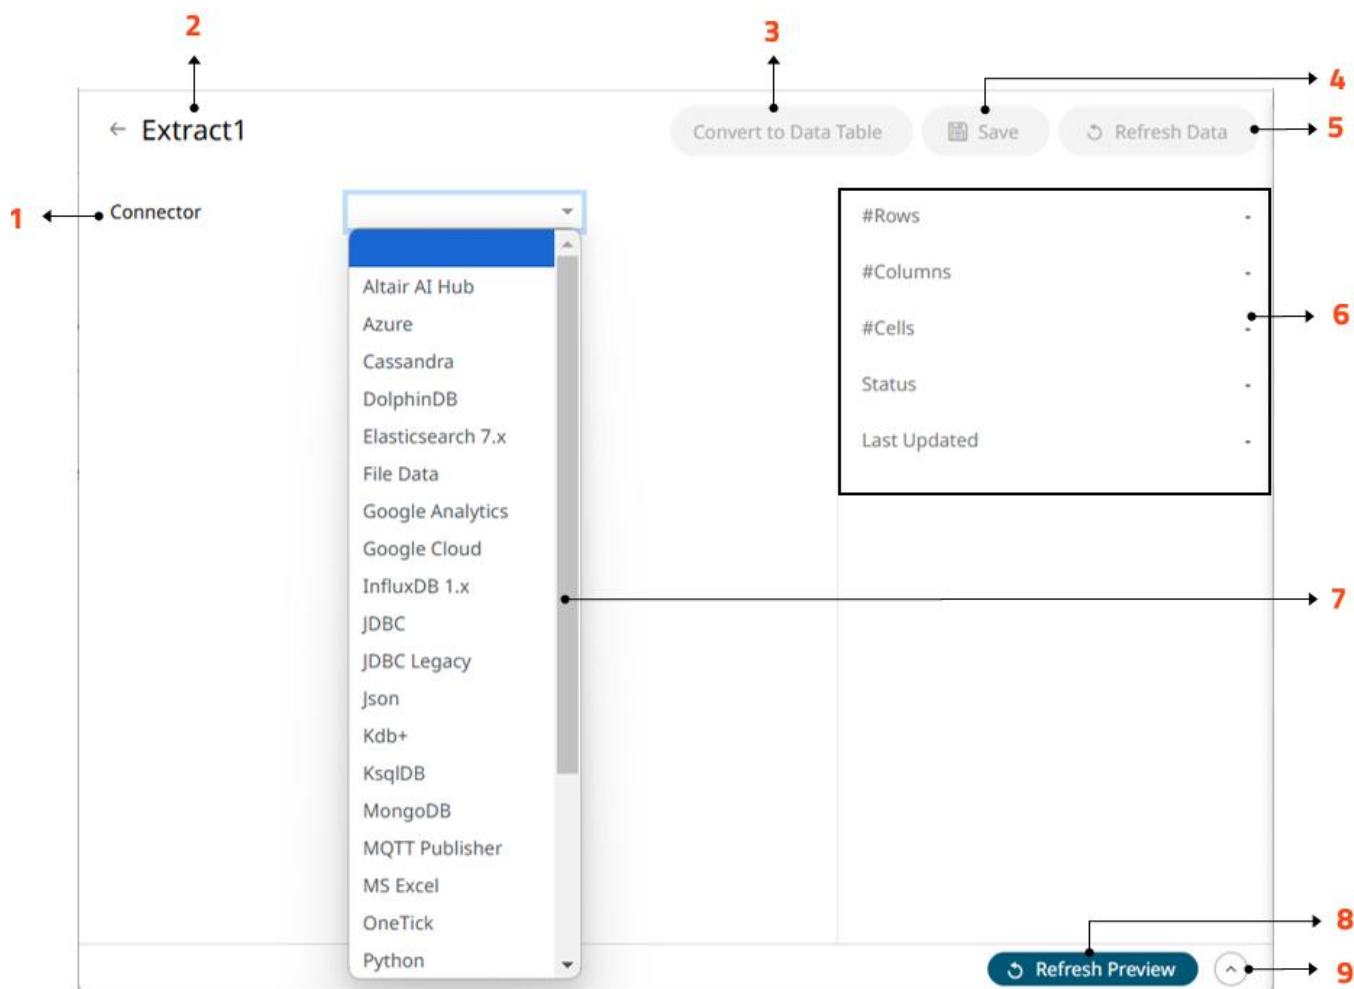 2
3
4
Extract1
Convert to Data Table
Save
Refresh Data
5
1
Connector
#Rows -
#Columns -
#Cells -
6
Status -
Last Updated -
Altair AI Hub
Azure
Cassandra
DolphinDB
Elasticsearch 7.x
File Data
Google Analytics
Google Cloud
InfluxDB 1.x
7
JDBC
JDBC Legacy
Json
Kdb+
KsqlDB
MongoDB
MQTT Publisher
MS Excel
OneTick
Python
8
Refresh Preview
9